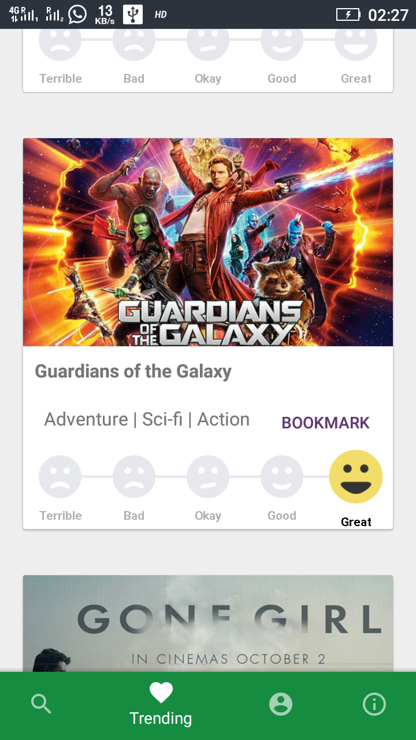 4G R R 13 KB/s HD 02:27
Terrible Bad Okay Good Great
GUARDIANS
OF THE GALAXY
Guardians of the Galaxy
Adventure | Sci-fi | Action BOOKMARK
Terrible Bad Okay Good Great
GONE GIRL
IN CINEMAS OCTOBER 2
Trending